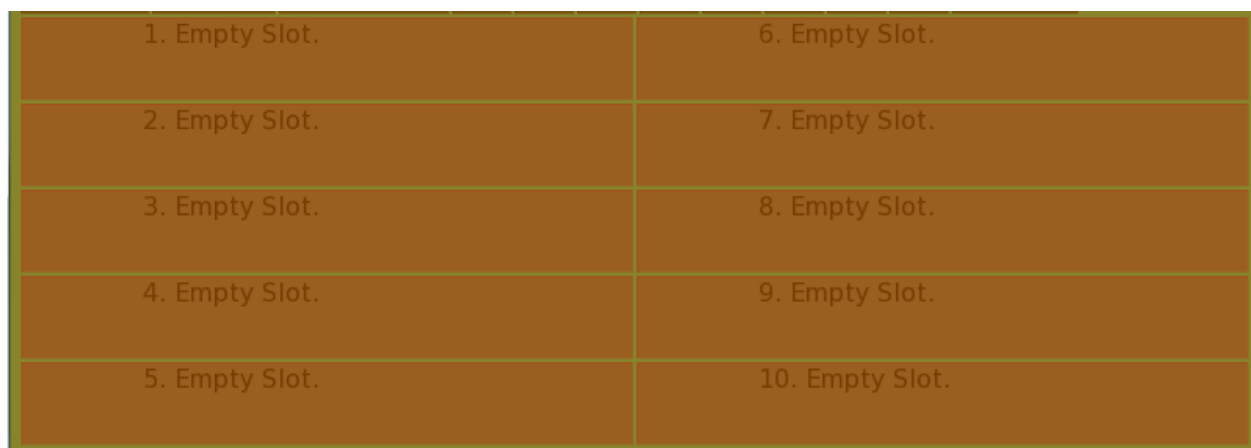 1. Empty Slot.
6. Empty Slot.
2. Empty Slot.
7. Empty Slot.
3. Empty Slot.
8. Empty Slot.
4. Empty Slot.
9. Empty Slot.
5. Empty Slot.
10. Empty Slot.